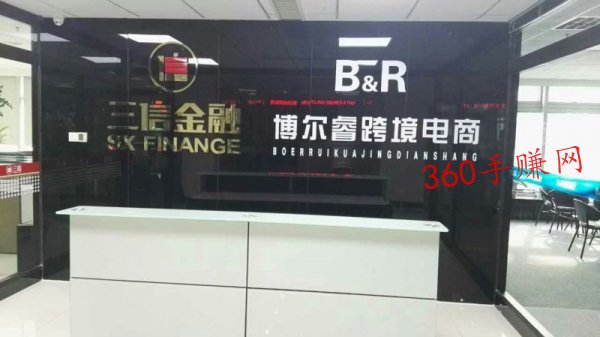 B&R
三信金融
SX FINANGE
博尔睿跨境电商
BOERRUIKUAJINGDIANSHANG
360手赚网